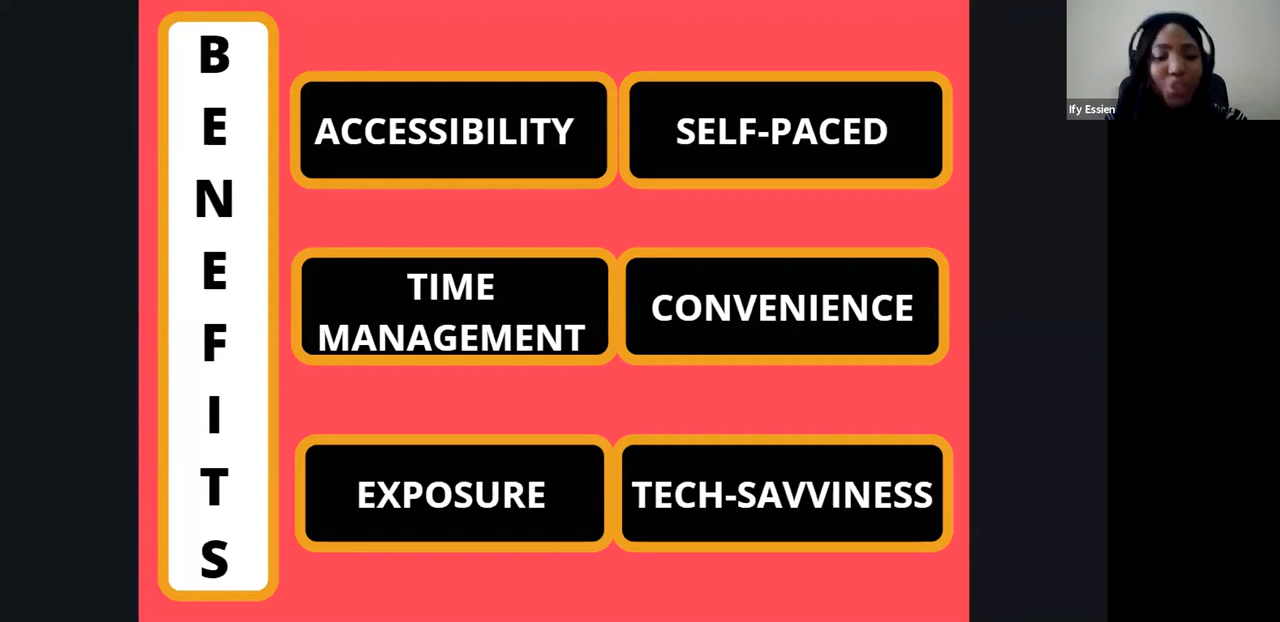 B
E
N
E
F
I
T
S
ACCESSIBILITY
SELF-PACED
TIME
MANAGEMENT
CONVENIENCE
EXPOSURE
TECH-SAVVINESS
Ify Essien